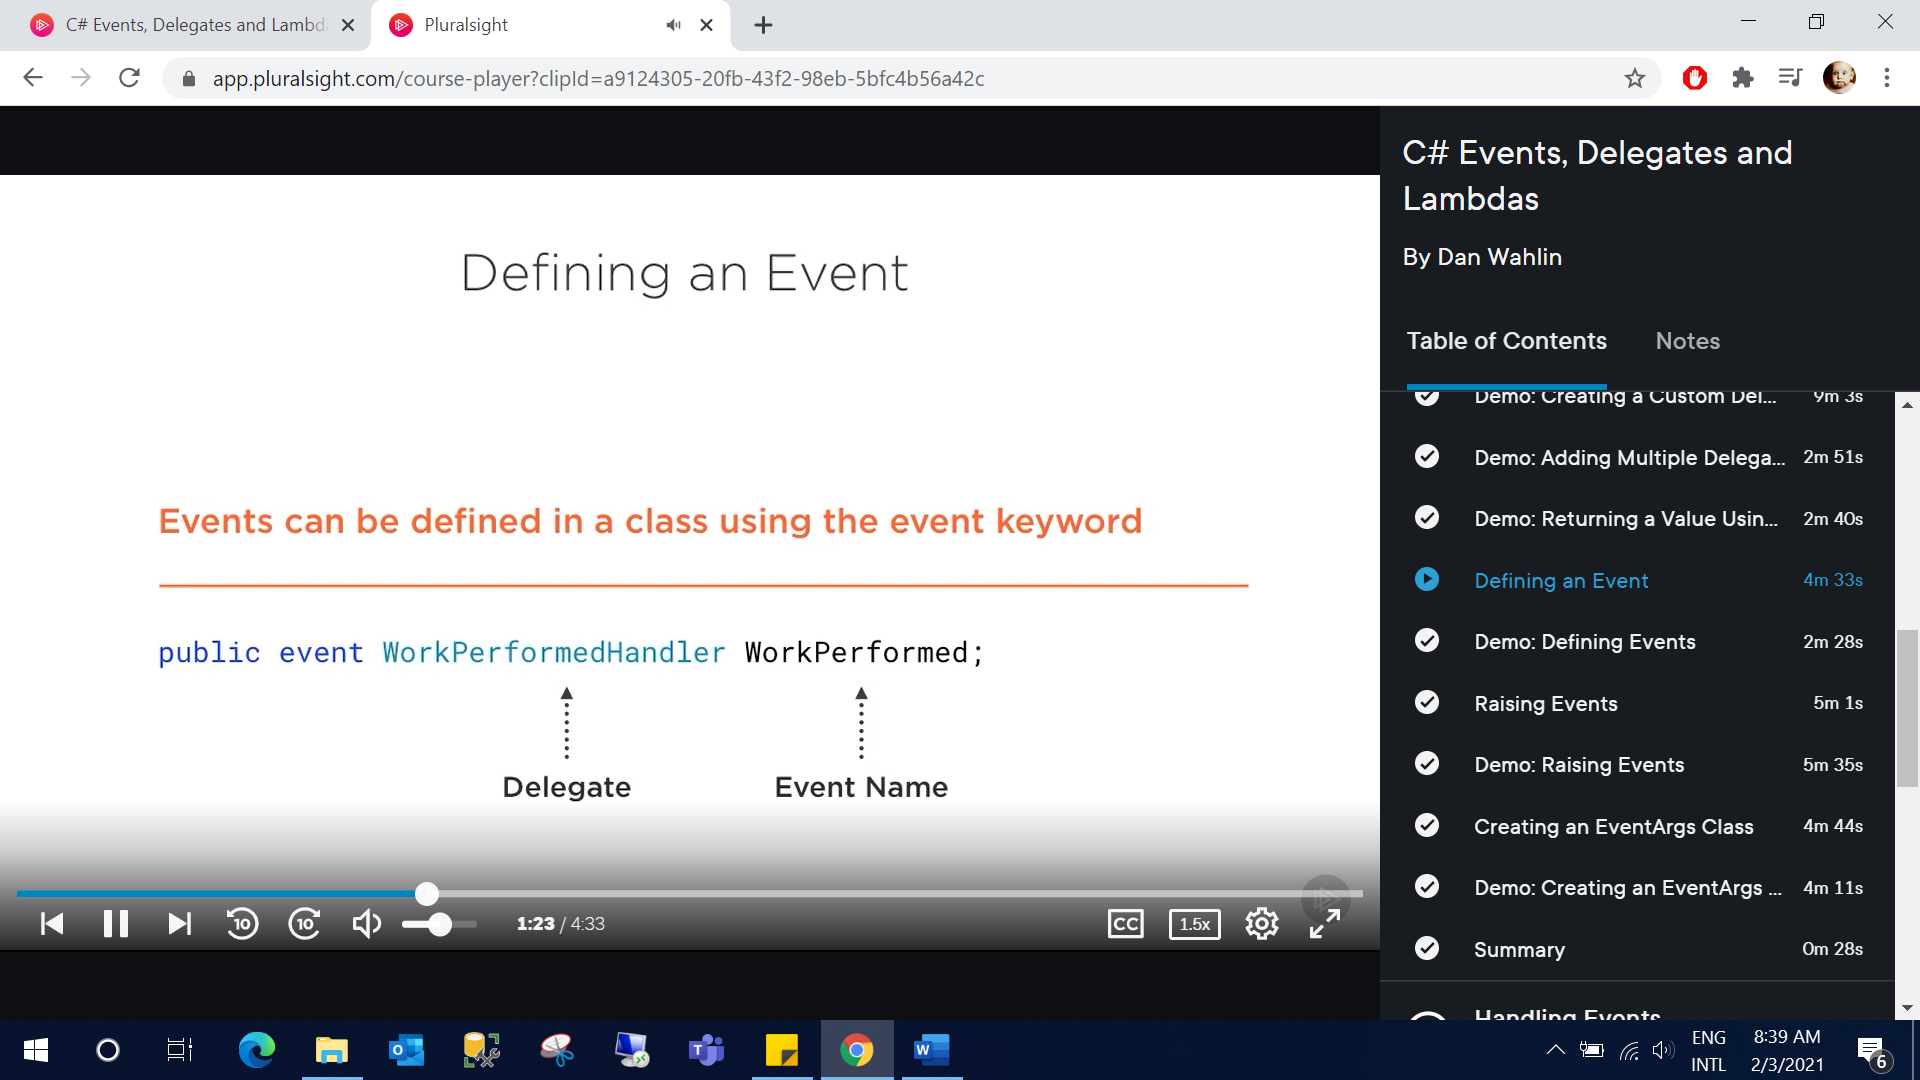 C# Events, Delegates and Lambd
Pluralsight
app.pluralsight.com/course-player?clipId=a9124305-20fb-43f2-98eb-5bfc4b56a42c
Defining an Event
Events can be defined in a class using the event keyword
public event WorkPerformedHandler WorkPerformed;
Delegate
Event Name
10
10
1:23 / 4:33
CC
1.5x
C# Events, Delegates and
Lambdas
By Dan Wahlin
Table of Contents
Notes
Demo: Creating a Custom Del... 9m 3s
Demo: Adding Multiple Delega... 2m 51s
Demo: Returning a Value Usin... 2m 40s
Defining an Event 4m 33s
Demo: Defining Events 2m 28s
Raising Events 5m 1s
Demo: Raising Events 5m 35s
Creating an EventArgs Class 4m 44s
Demo: Creating an EventArgs ... 4m 11s
Summary 0m 28s
Handling Events
ENG
INTL
8:39 AM
2/3/2021
6